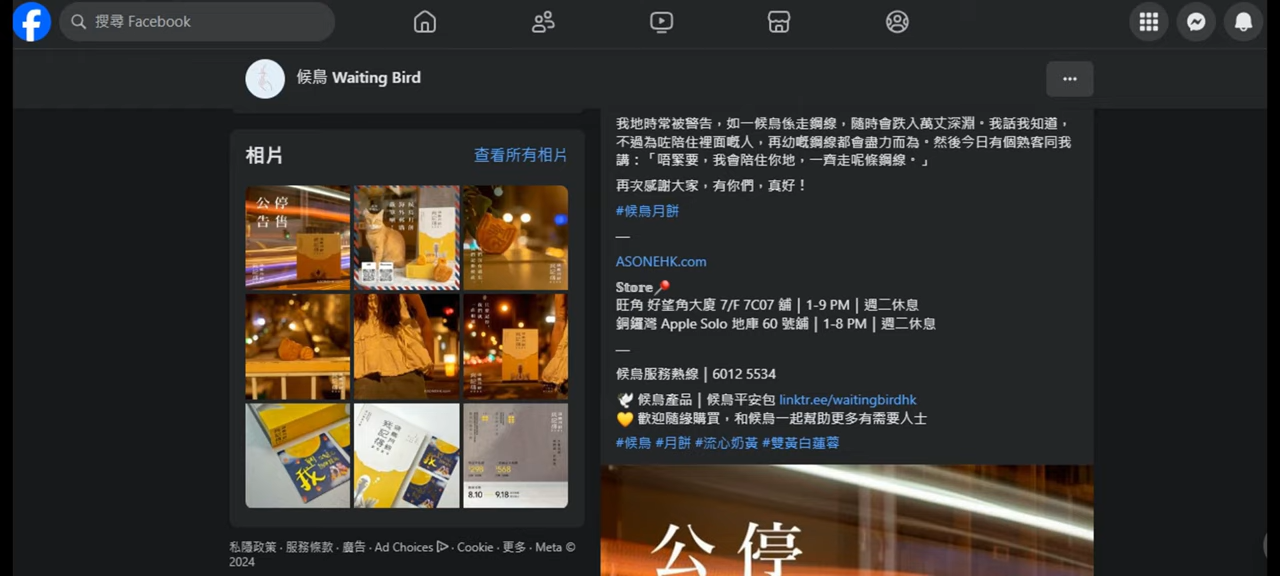 搜尋 Facebook
候鳥 Waiting Bird
相片
查看所有相片
公停
告售
$298
$568
8.10
9.18
私隱政策 · 服務條款 · 廣告 · Ad Choices · Cookie · 更多 · Meta © 2024
我地時常被警告，如一候鳥係走鋼線，隨時會跌入萬丈深淵。我話我知道，
不過為咗陪住裡面嘅人，再幼嘅鋼線都會盡力而為。然後今日有個熟客同我
講：「唔緊要，我會陪住你地，一齊走呢條鋼線。」
再次感謝大家，有你們，真好！
#候鳥月餅
—
ASONEHK.com
Store
旺角 好望角大廈 7/F 7C07 舖 | 1-9 PM | 週二休息
銅鑼灣 Apple Solo 地庫 60 號舖 | 1-8 PM | 週二休息
—
候鳥服務熱線 | 6012 5534
候鳥產品 | 候鳥平安包 linktr.ee/waitingbirdhk
歡迎隨緣購買，和候鳥一起幫助更多有需要人士
#候鳥 #月餅 #流心奶黃 #雙黃白蓮蓉
公 停